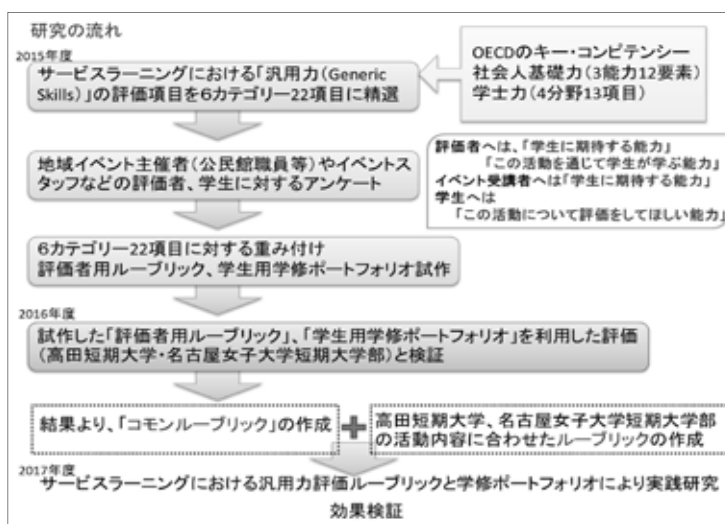 研究の流れ
2015年度
サービスラーニングにおける「汎用力(Generic
Skills)」の評価項目を6カテゴリー22項目に精選
OECDのキー・コンピテンシー
社会人基礎力(3能力12要素)
学士力(4分野13項目)
地域イベント主催者(公民館職員等)やイベントス
タッフなどの評価者、学生に対するアンケート
評価者へは、「学生に期待する能力」
「この活動を通じて学生が学ぶ能力」
イベント受講者へは「学生に期待する能力」
学生へは
「この活動について評価をしてほしい能力」
6カテゴリー22項目に対する重み付け
評価者用ルーブリック、学生用学修ポートフォリオ試作
2016年度
試作した「評価者用ルーブリック」、「学生用学修ポートフォリオ」を利用した評価
(高田短期大学・名古屋女子大学短期大学部)と検証
結果より、「コモンルーブリック」の作成
高田短期大学、名古屋女子大学短期大学部
の活動内容に合わせたルーブリックの作成
2017年度
サービスラーニングにおける汎用力評価ルーブリックと学修ポートフォリオにより実践研究
効果検証